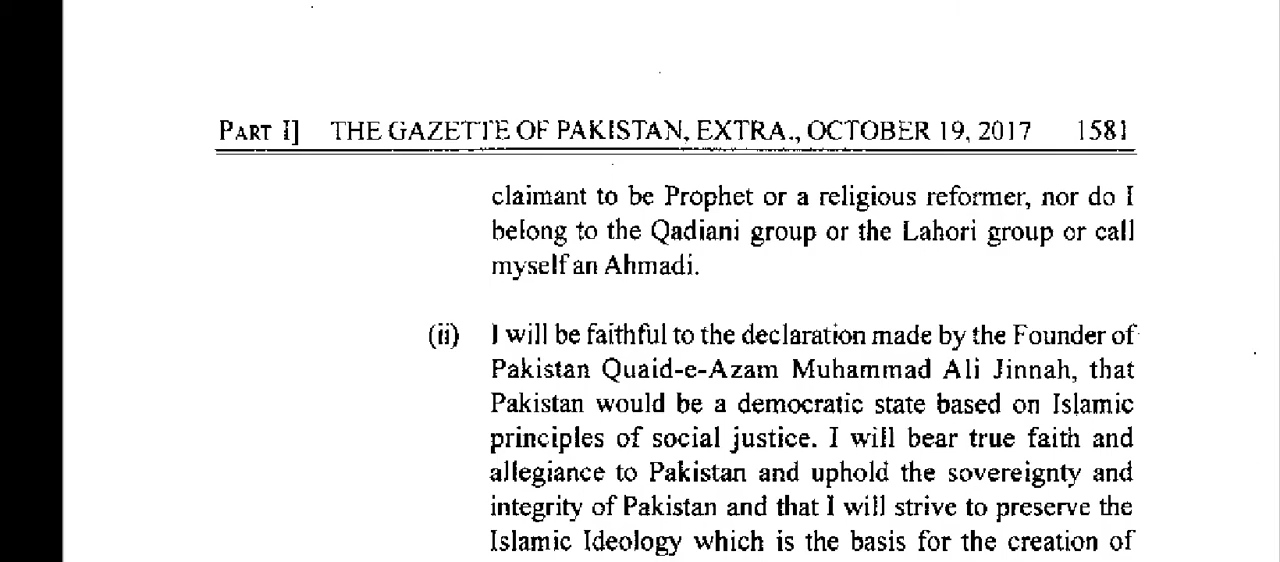 PART I] THE GAZETTE OF PAKISTAN, EXTRA., OCTOBER 19, 2017 1581
claimant to be Prophet or a religious reformer, nor do I
belong to the Qadiani group or the Lahori group or call
myself an Ahmadi.
(ii) I will be faithful to the declaration made by the Founder of
Pakistan Quaid-e-Azam Muhammad Ali Jinnah, that
Pakistan would be a democratic state based on Islamic
principles of social justice. I will bear true faith and
allegiance to Pakistan and uphold the sovereignty and
integrity of Pakistan and that I will strive to preserve the
Islamic Ideology which is the basis for the creation of